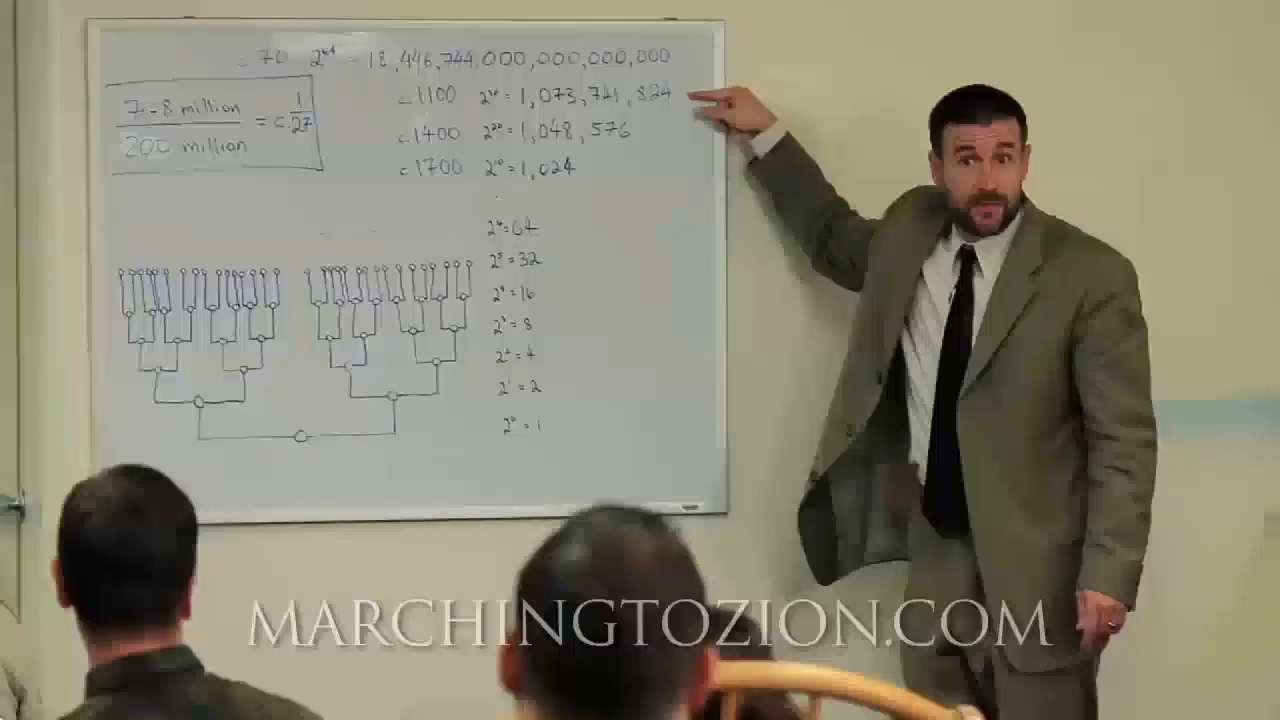 c. 70 2⁶⁴ = 18,446,744,000,000,000,000
7-8 million
200 million
= c. 1/27
c. 1100 2³⁰ = 1,073,741,824
c. 1400 2²⁰ = 1,048,576
c. 1700 2¹⁰ = 1,024
2⁶ = 64
2⁵ = 32
2⁴ = 16
2³ = 8
2² = 4
2¹ = 2
2⁰ = 1
MARCHINGTOZION.COM